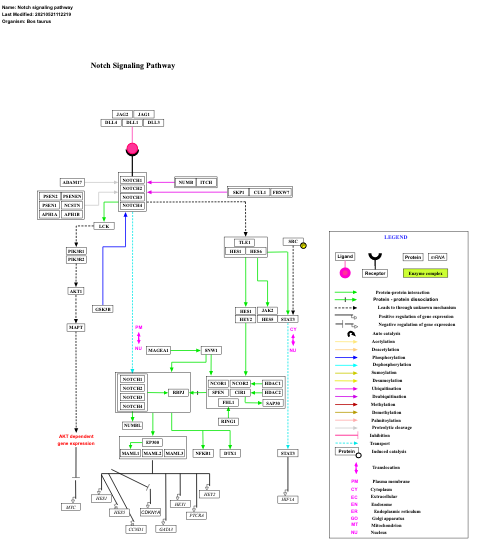 Name: Notch signaling pathway
Last Modified: 20210521112219
Organism: Bos taurus
Notch Signaling Pathway
JAG2 JAG1
DLL4 DLL1 DLL3
ADAM17
NOTCH1
NOTCH2
NOTCH3
NOTCH4
NUMB ITCH
PSEN2 PSENEN
PSEN1 NCSTN
APH1A APH1B
SKP1 CUL1 FBXW7
LCK
PIK3R1
PIK3R2
AKT1
MAPT
GSK3B
TLE1
HES1 HES6
SRC
HES1 JAK2
HEY2 HES5 STAT3
PM
NU
CY
NU
MAGEA1 SNW1
NOTCH1
NOTCH2
NOTCH3
NOTCH4
RBPJ
NCOR1 NCOR2 HDAC1
SPEN CIR1 HDAC2
FHL1 SAP30
RING1
NUMBL
EP300
MAML1 MAML2 MAML3
NFKB1 DTX1
STAT3
AKT dependent
gene expression
MYC
HES1
HES5
CCND1
CDKN1A
GATA3
HEY1
PTCRA
HEY2
HIF1A
LEGEND
Ligand
Receptor
Protein mRNA
Enzyme complex
Protein-protein interaction
Protein - protein dissociation
Leads to through unknown mechanism
Positive regulation of gene expression
Negative regulation of gene expression
Auto catalysis
Acetylation
Deacetylation
Phosphorylation
Dephosphorylation
Sumoylation
Desumoylation
Ubiquitination
Deubiquitination
Methylation
Demethylation
Palmitoylation
Proteolytic cleavage
Inhibition
Transport
Protein Induced catalysis
Translocation
PM Plasma membrane
CY Cytoplasm
EC Extracellular
EN Endosome
ER Endoplasmic reticulum
GO Golgi apparatus
MT Mitochondrion
NU Nucleus